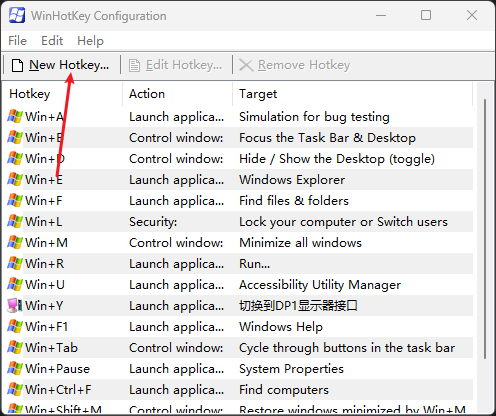 WinHotKey Configuration
File Edit Help
New Hotkey... Edit Hotkey... Remove Hotkey
Hotkey Action Target
Win+A Launch applica... Simulation for bug testing
Win+B Control window: Focus the Task Bar & Desktop
Win+D Control window: Hide / Show the Desktop (toggle)
Win+E Launch applica... Windows Explorer
Win+F Launch applica... Find files & folders
Win+L Security: Lock your computer or Switch users
Win+M Control window: Minimize all windows
Win+R Launch applica... Run...
Win+U Launch applica... Accessibility Utility Manager
Win+Y Launch applica... 切换到DP1显示器接口
Win+F1 Launch applica... Windows Help
Win+Tab Control window: Cycle through buttons in the task bar
Win+Pause Launch applica... System Properties
Win+Ctrl+F Launch applica... Find computers
Win+Shift+M Control window: Restore windows minimized by Win+M